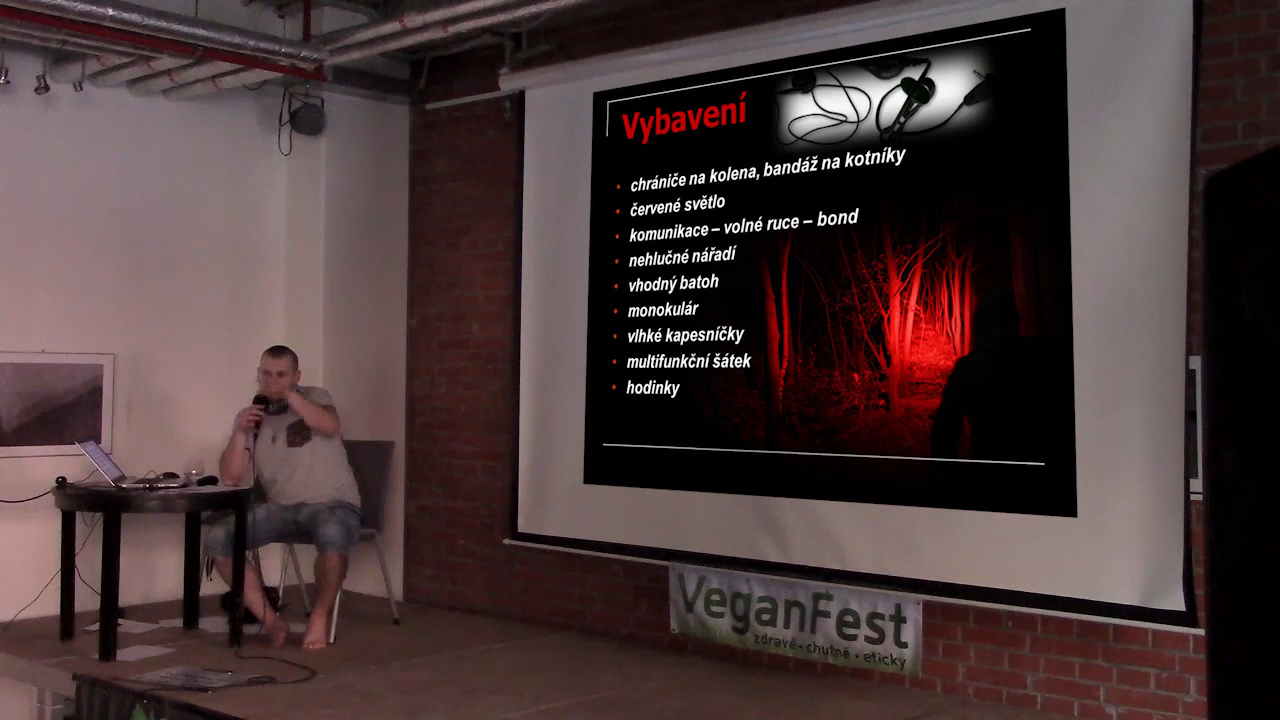 Vybavení
chrániče na kolena, bandáž na kotníky
červené světlo
komunikace – volné ruce – bond
nehlučné nářadí
vhodný batoh
monokulár
vlhké kapesníčky
multifunkční šátek
hodinky
VeganFest
zdravě • chutně • eticky